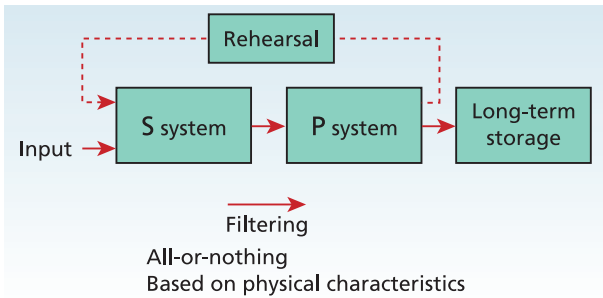 Rehearsal
S system
P system
Long-term
storage
Input
Filtering
All-or-nothing
Based on physical characteristics